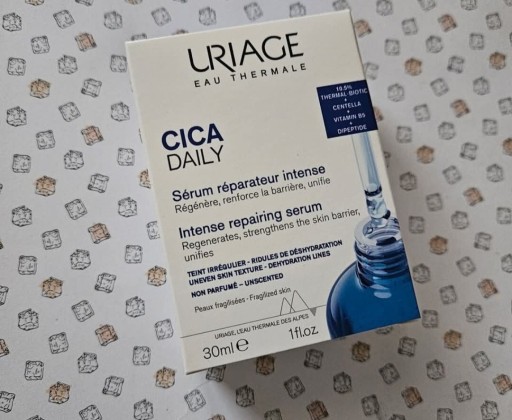 URIAGE
EAU THERMALE
10.5%
THERMAL-BIOTIC
+
CENTELLA
+
VITAMIN B5
+
DIPEPTIDE
CICA
DAILY
Sérum réparateur intense
Régénère, renforce la barrière, unifie
Intense repairing serum
Regenerates, strengthens the skin barrier,
unifies
TEINT IRRÉGULIER - RIDULES DE DÉSHYDRATATION
UNEVEN SKIN TEXTURE - DEHYDRATION LINES
NON PARFUMÉ – UNSCENTED
Peaux fragilisées - Fragilized skin
URIAGE, L'EAU THERMALE DES ALPES
30ml e 1fl.oz.